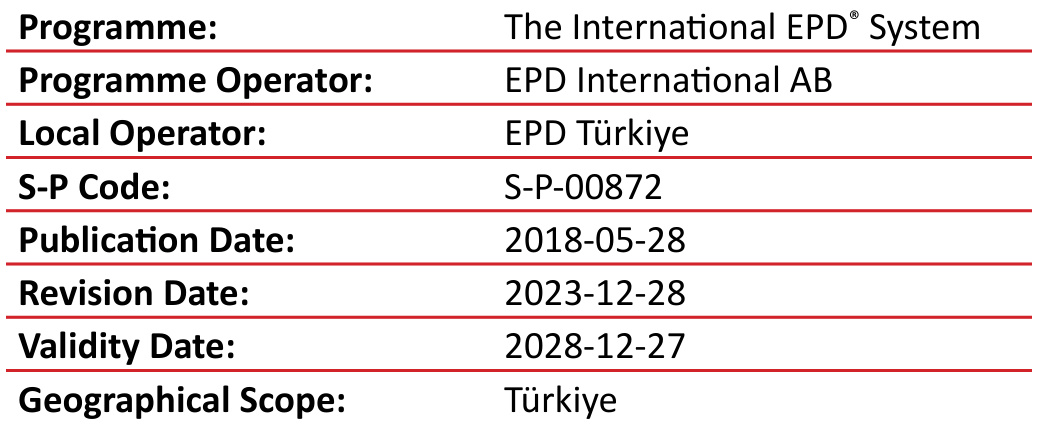 Programme: The International EPD® System
Programme Operator: EPD International AB
Local Operator: EPD Türkiye
S-P Code: S-P-00872
Publication Date: 2018-05-28
Revision Date: 2023-12-28
Validity Date: 2028-12-27
Geographical Scope: Türkiye